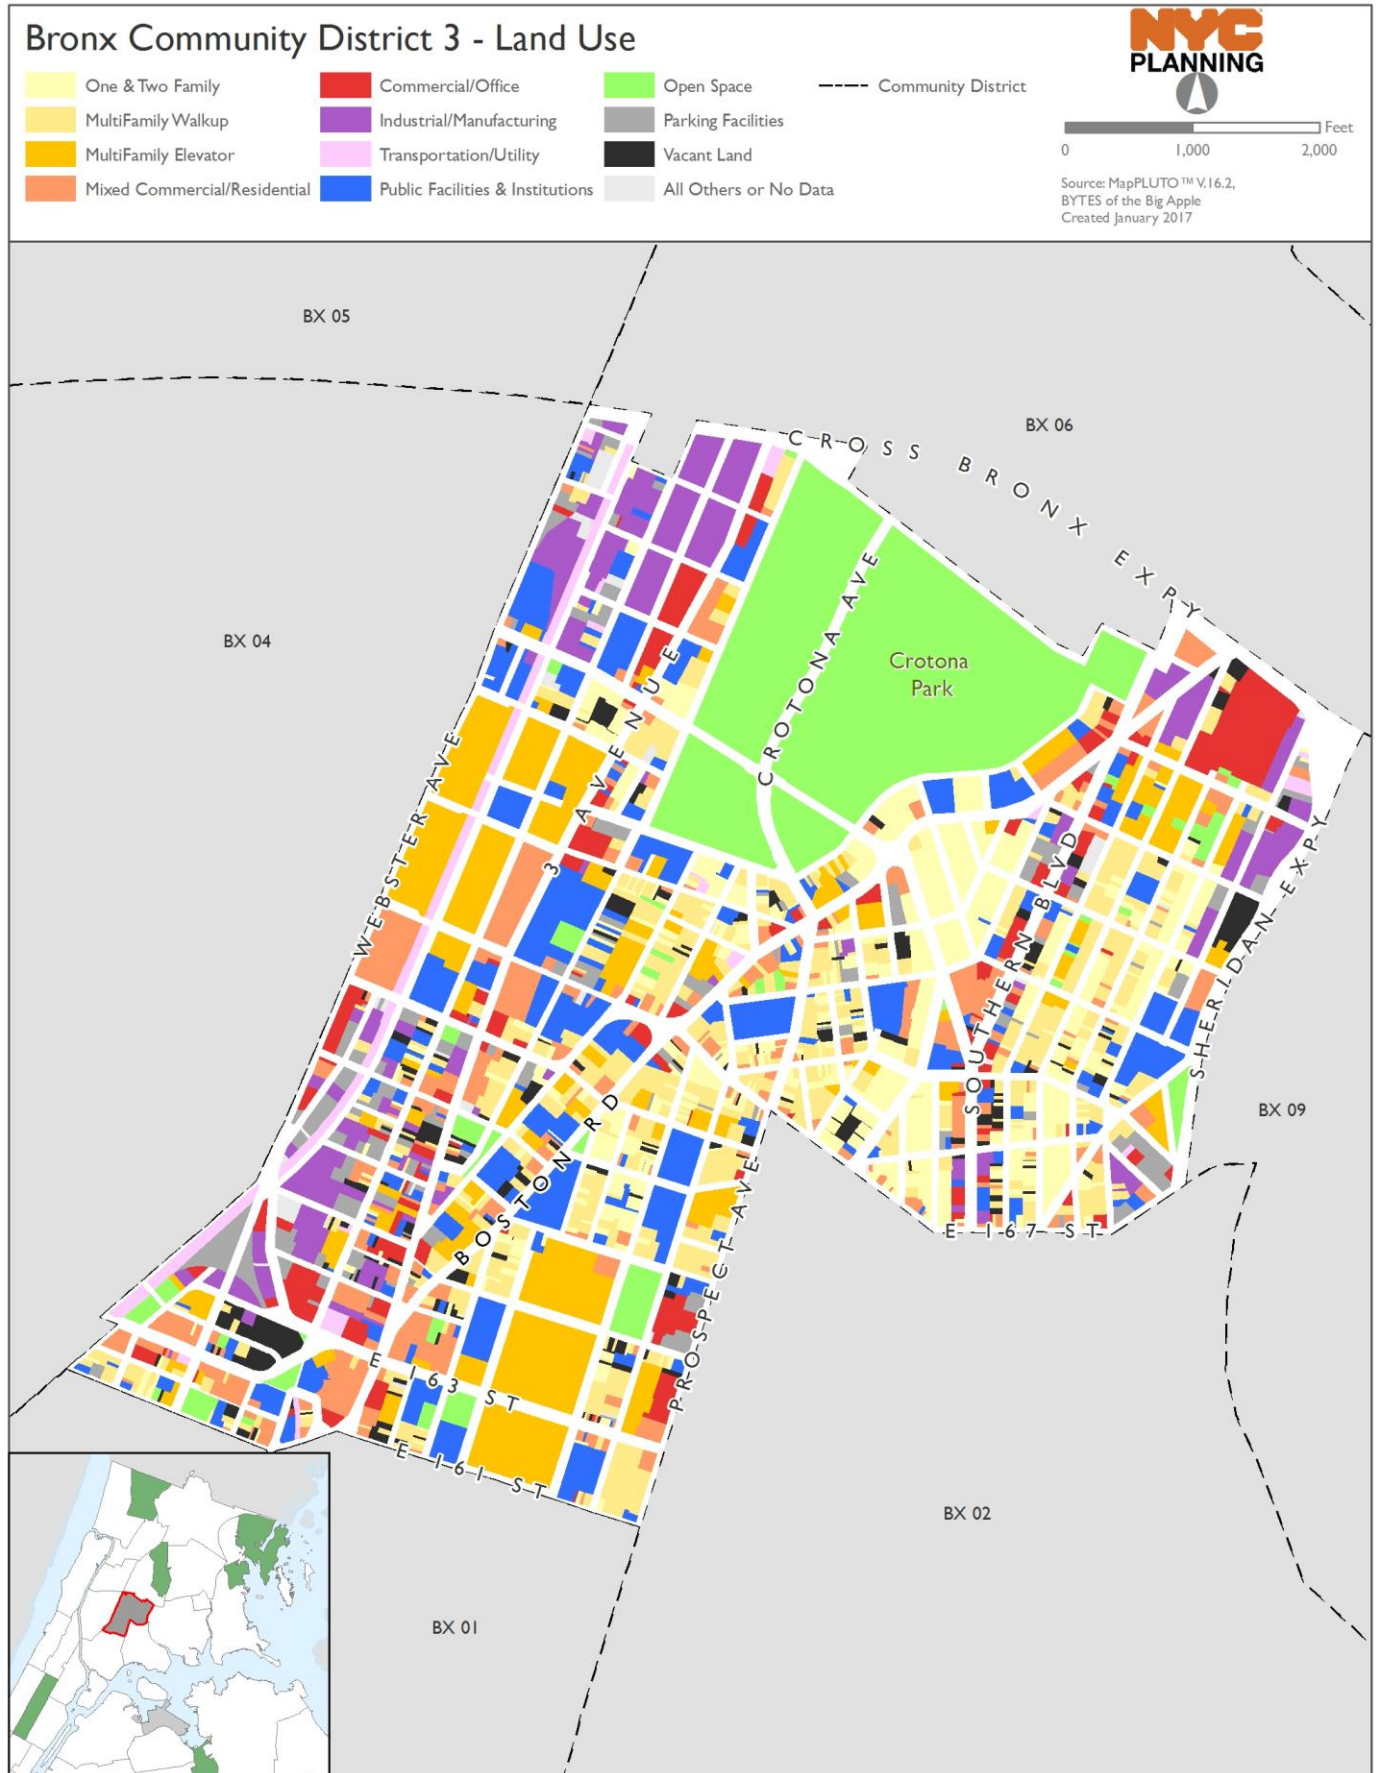 Bronx Community District 3 - Land Use
NYC
PLANNING
One & Two Family
MultiFamily Walkup
MultiFamily Elevator
Mixed Commercial/Residential
Commercial/Office
Industrial/Manufacturing
Transportation/Utility
Public Facilities & Institutions
Open Space
Parking Facilities
Vacant Land
All Others or No Data
Community District
Feet
0 1,000 2,000
Source: MapPLUTO™ V.16.2,
BYTES of the Big Apple
Created January 2017
BX 05
BX 06
CROSS BRONX EXPY
BX 04
CROTONA AVE
Crotona
Park
3 AVENUE
WEBSTER AVE
SOUTHERN BLVD
SHERIDAN EXPY
BX 09
BOSTON RD
PROSPECT AVE
E 167 ST
E 163 ST
E 161 ST
BX 02
BX 01